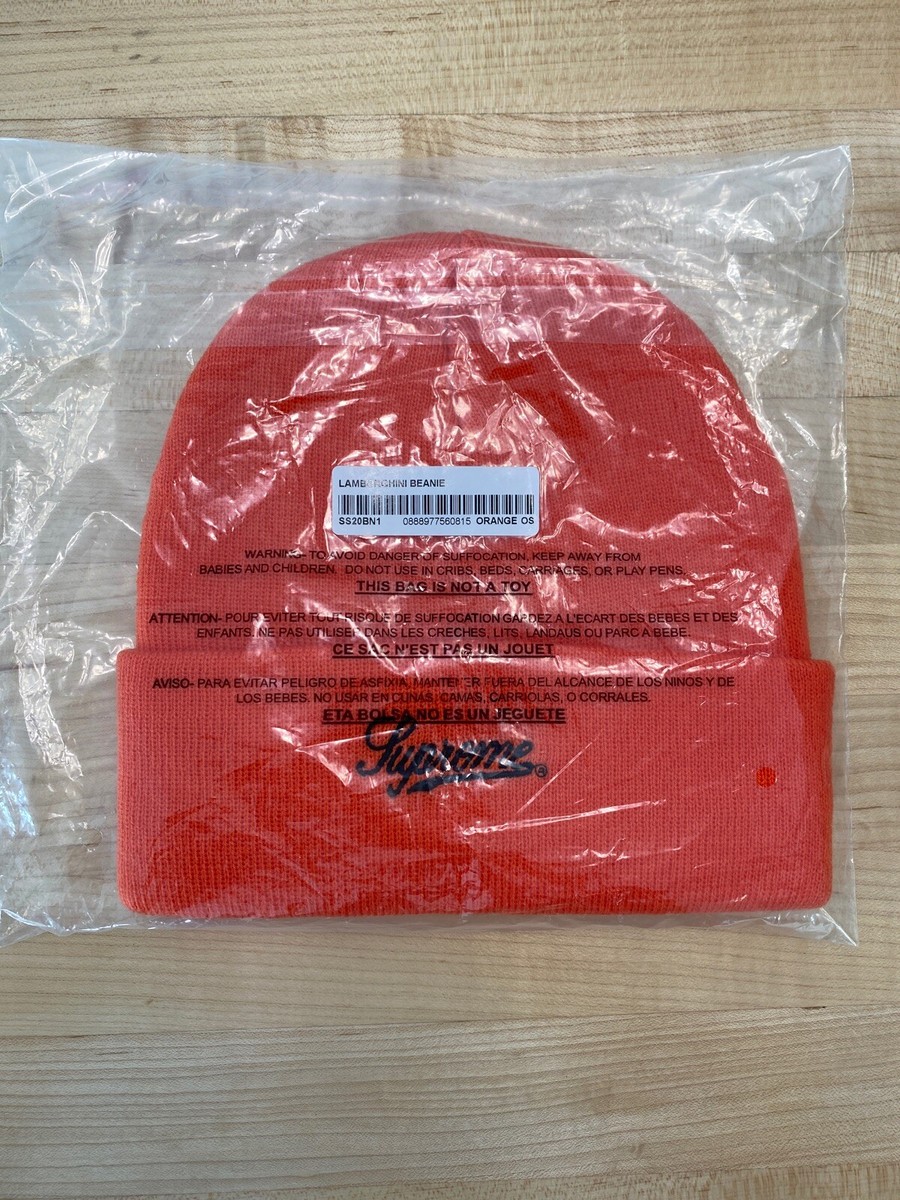 LAMBORGHINI BEANIE
SS20BN1 0888977560815 ORANGE OS
WARNING- TO AVOID DANGER OF SUFFOCATION, KEEP AWAY FROM
BABIES AND CHILDREN. DO NOT USE IN CRIBS, BEDS, CARRIAGES, OR PLAY PENS.
THIS BAG IS NOT A TOY
ATTENTION- POUR EVITER TOUT RISQUE DE SUFFOCATION GARDEZ A L'ECART DES BEBES ET DES
ENFANTS. NE PAS UTILISER DANS LES CRECHES, LITS, LANDAUS OU PARC A BEBE.
CE SAC N'EST PAS UN JOUET
AVISO- PARA EVITAR PELIGRO DE ASFIXIA, MANTENER FUERA DEL ALCANCE DE LOS NINOS Y DE
LOS BEBES. NO USAR EN CUNAS, CAMAS, CARRIOLAS, O CORRALES.
ETA BOLSA NO ES UN JEGUETE
Supreme®